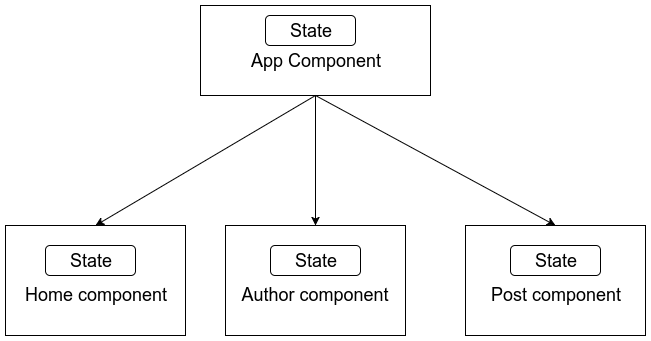 State
App Component
State
Home component
State
Author component
State
Post component